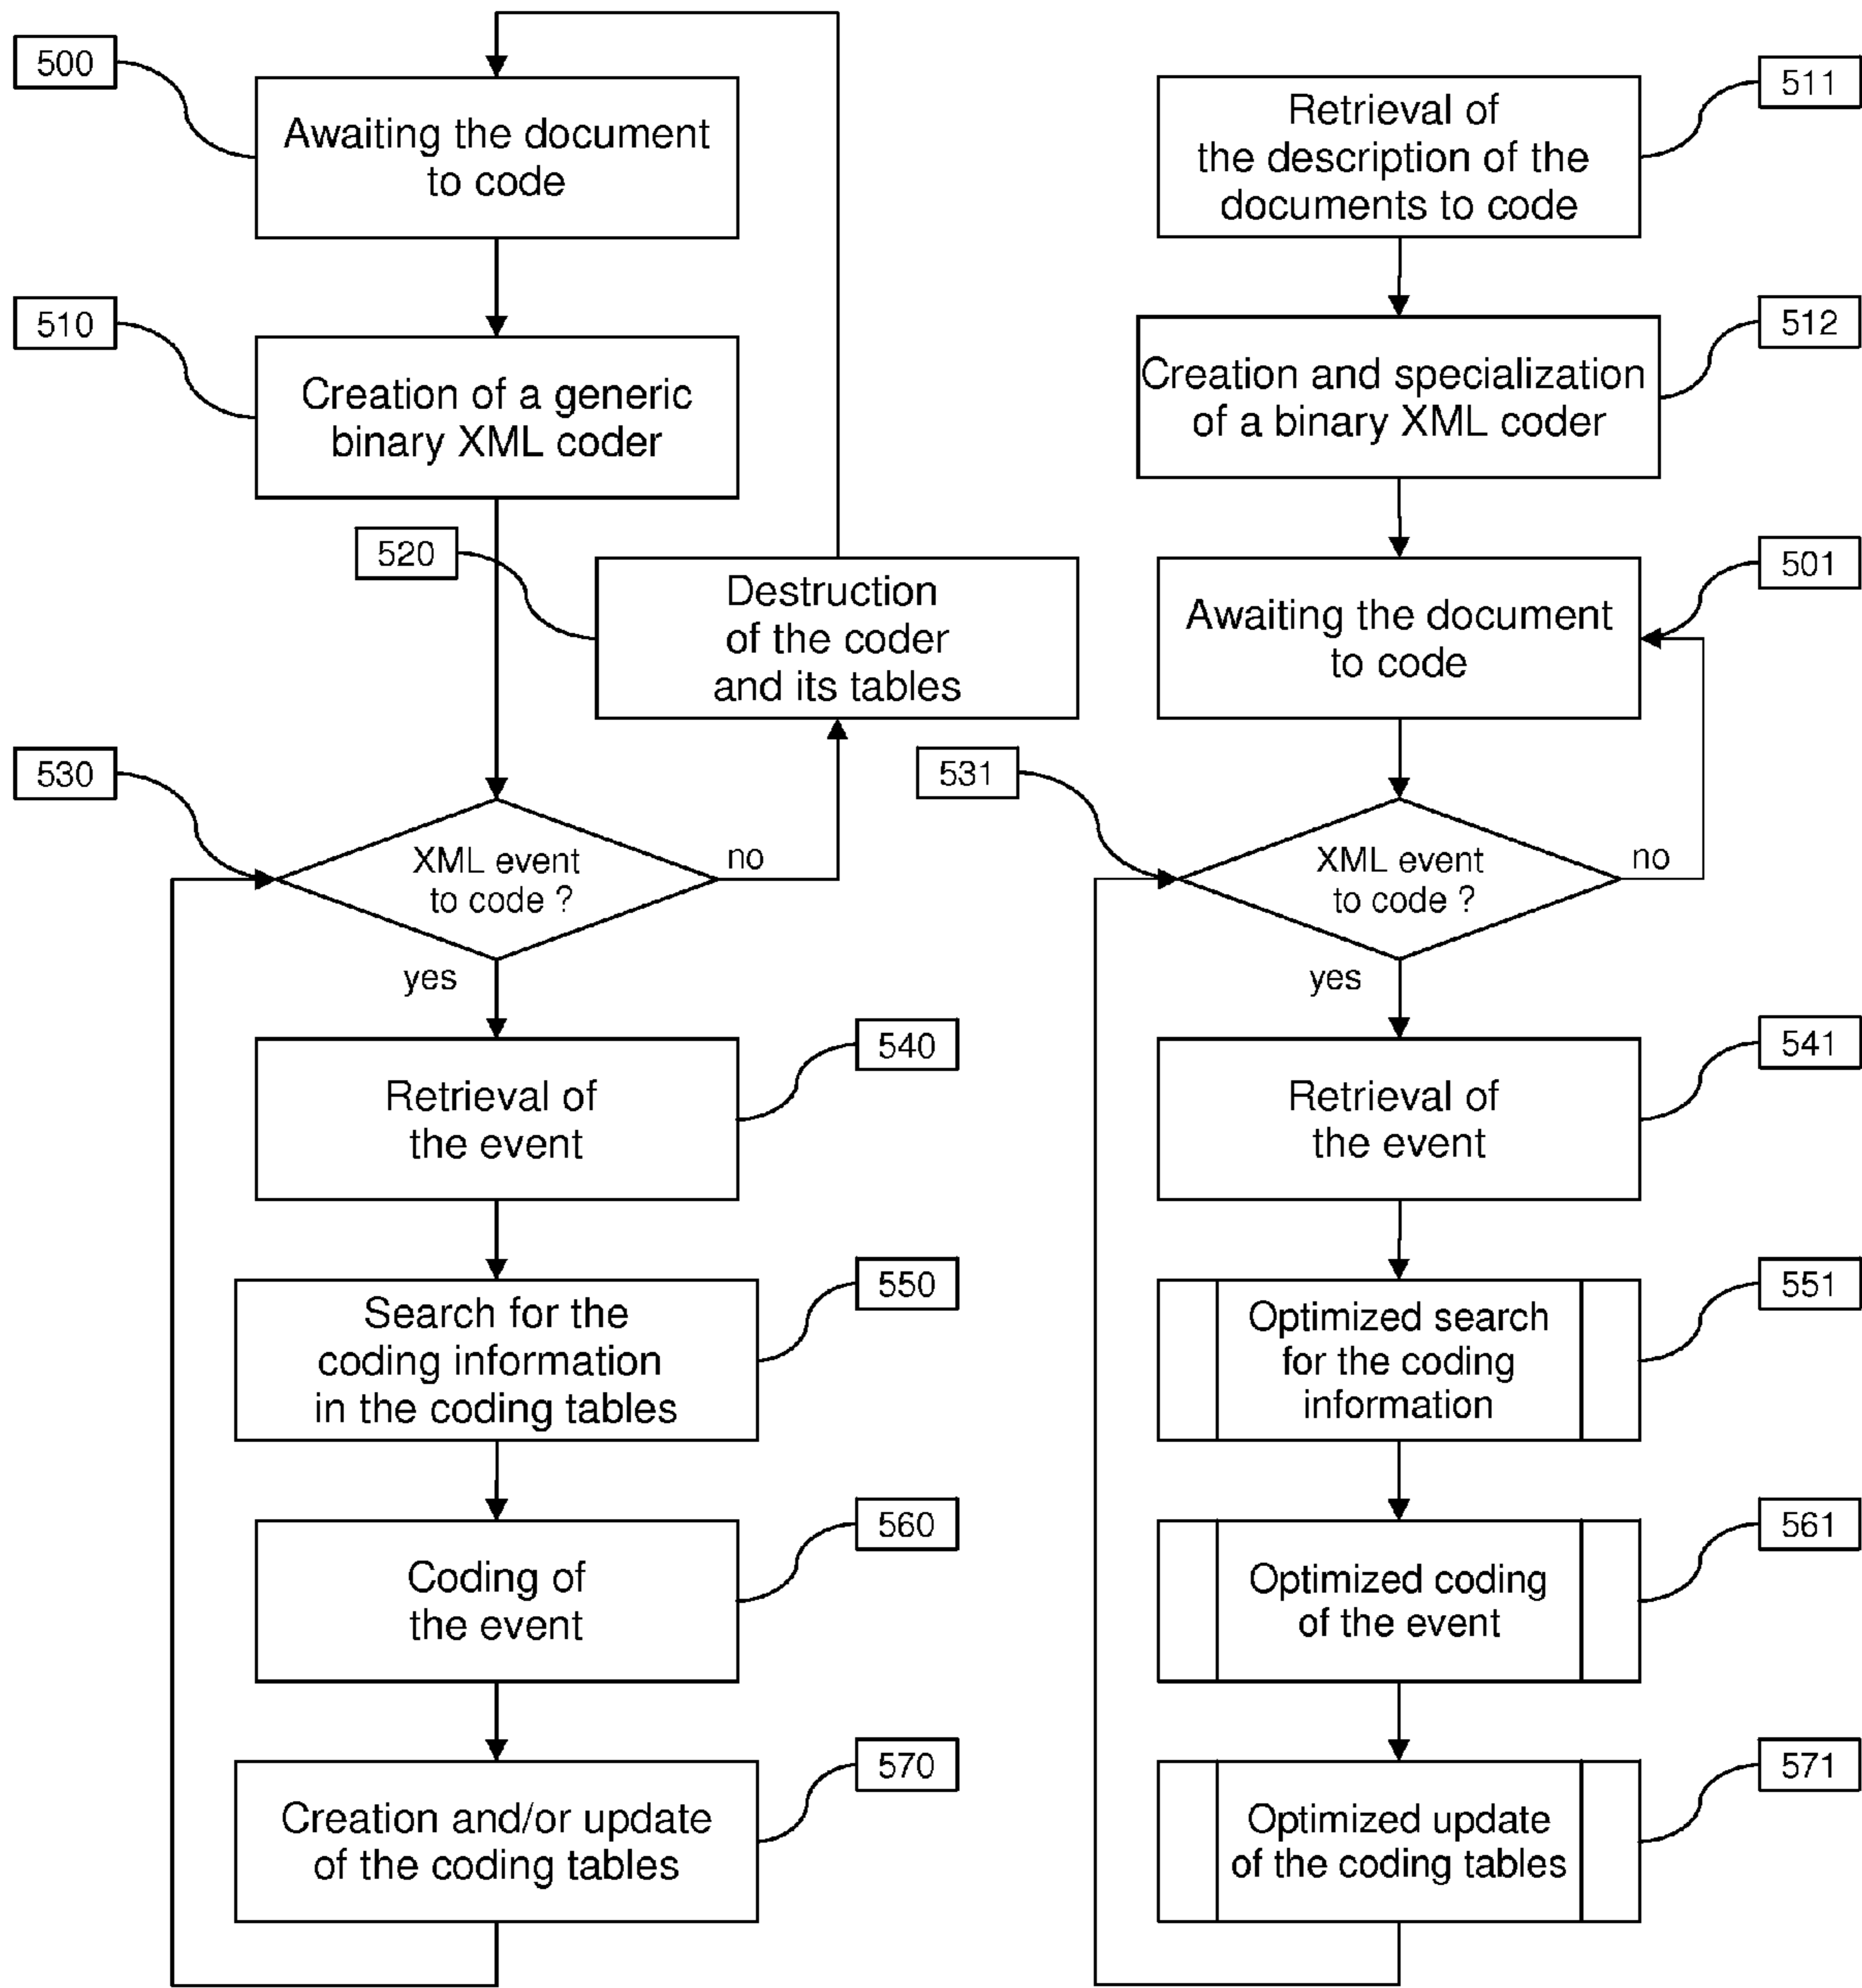 500
Awaiting the document
to code
510
Creation of a generic
binary XML coder
520
Destruction
of the coder
and its tables
530
XML event
to code ?
no
yes
540
Retrieval of
the event
550
Search for the
coding information
in the coding tables
560
Coding of
the event
570
Creation and/or update
of the coding tables
511
Retrieval of
the description of the
documents to code
512
Creation and specialization
of a binary XML coder
501
Awaiting the document
to code
531
XML event
to code ?
no
yes
541
Retrieval of
the event
551
Optimized search
for the coding
information
561
Optimized coding
of the event
571
Optimized update
of the coding tables